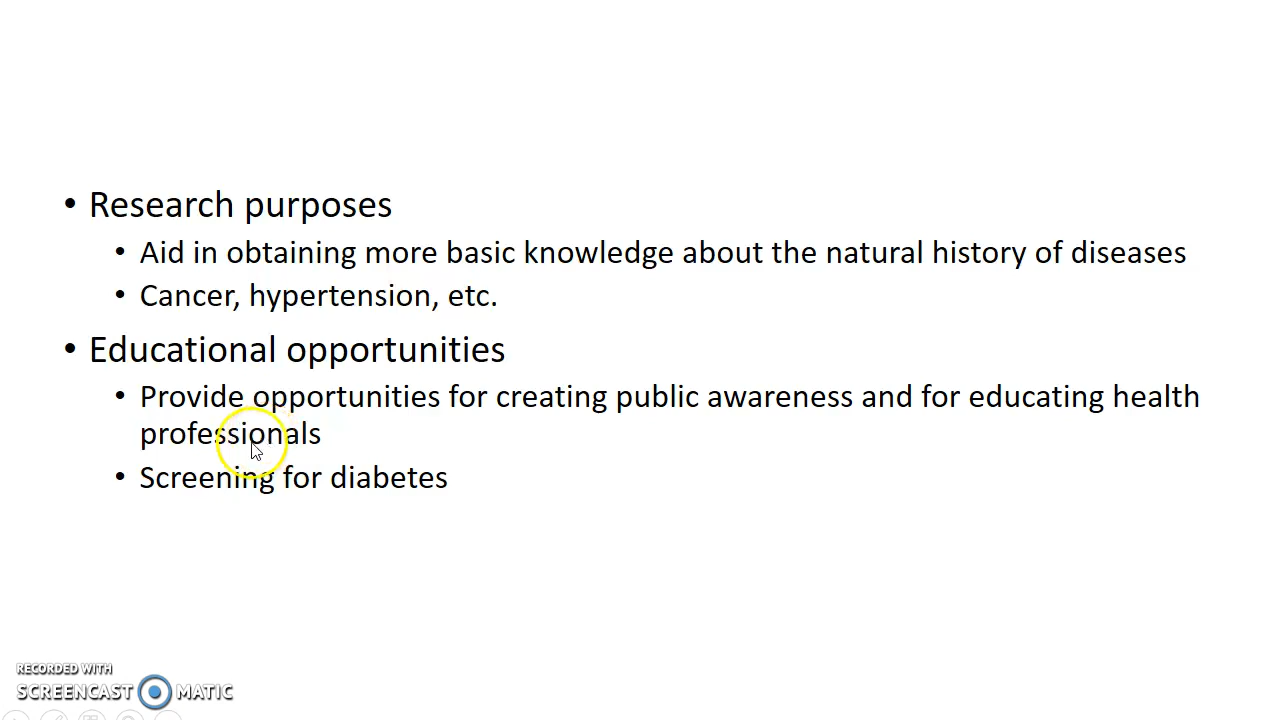 • Research purposes
• Aid in obtaining more basic knowledge about the natural history of diseases
• Cancer, hypertension, etc.
• Educational opportunities
• Provide opportunities for creating public awareness and for educating health
professionals
• Screening for diabetes
RECORDED WITH
SCREENCAST MATIC